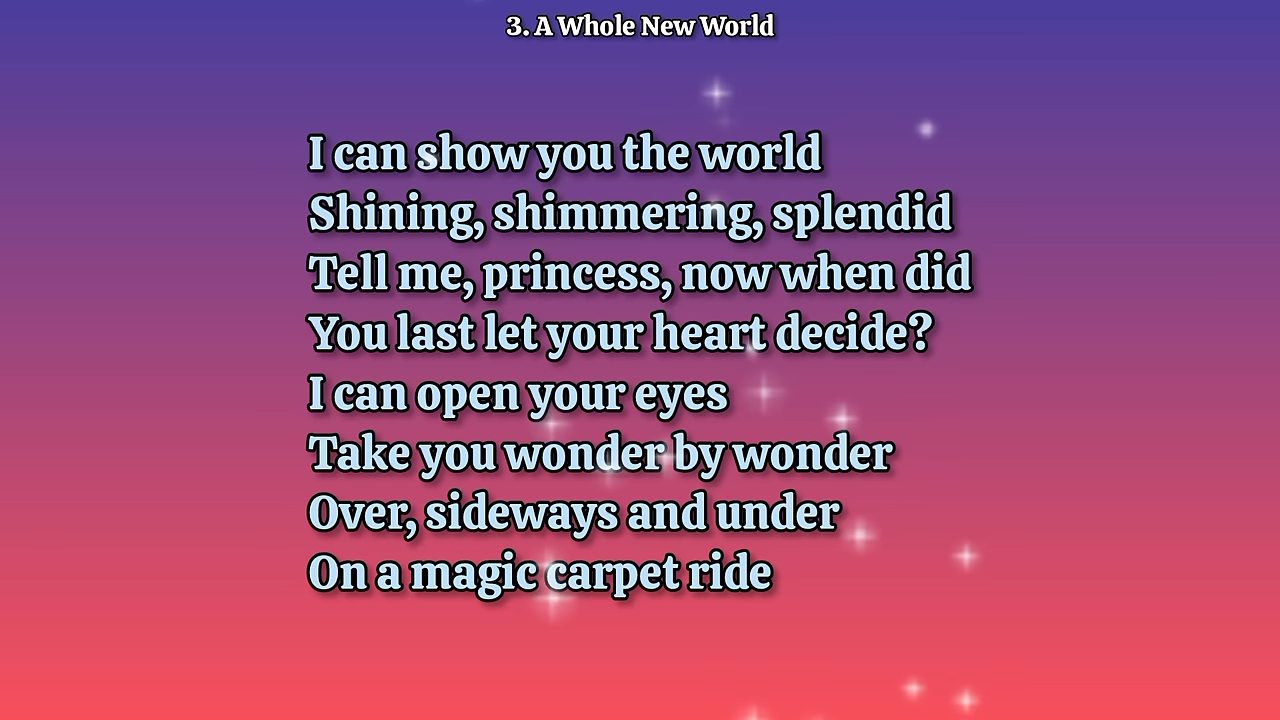 3. A Whole New World
I can show you the world
Shining, shimmering, splendid
Tell me, princess, now when did
You last let your heart decide?
I can open your eyes
Take you wonder by wonder
Over, sideways and under
On a magic carpet ride